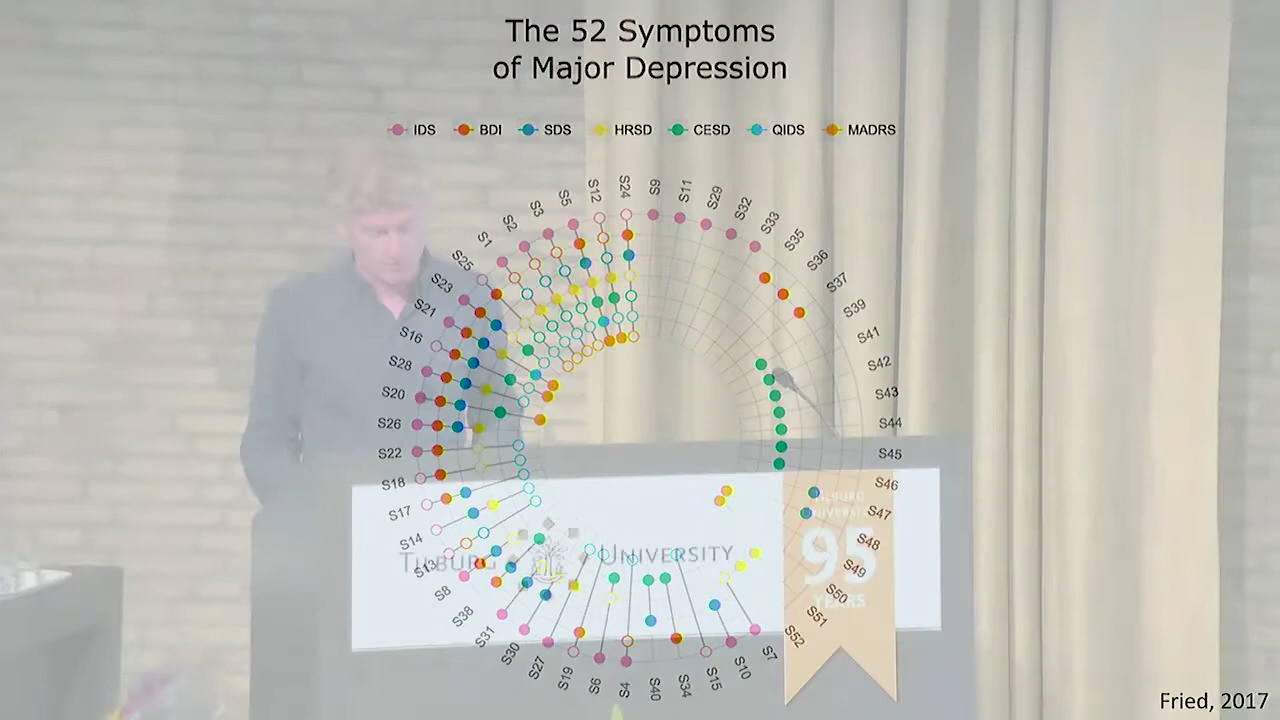 The 52 Symptoms
of Major Depression
IDS BDI SDS HRSD CESD QIDS MADRS
S24
S9
S11
S29
S32
S33
S35
S36
S37
S39
S41
S42
S43
S44
S45
S46
S47
S48
S49
S50
S51
S52
S7
S10
S15
S34
S40
S4
S6
S19
S27
S30
S31
S38
S8
S13
S14
S17
S18
S22
S26
S20
S28
S16
S21
S23
S25
S1
S2
S3
S5
S12
TILBURG UNIVERSITY
TILBURG
UNIVERSITY
95
YEARS
Fried, 2017